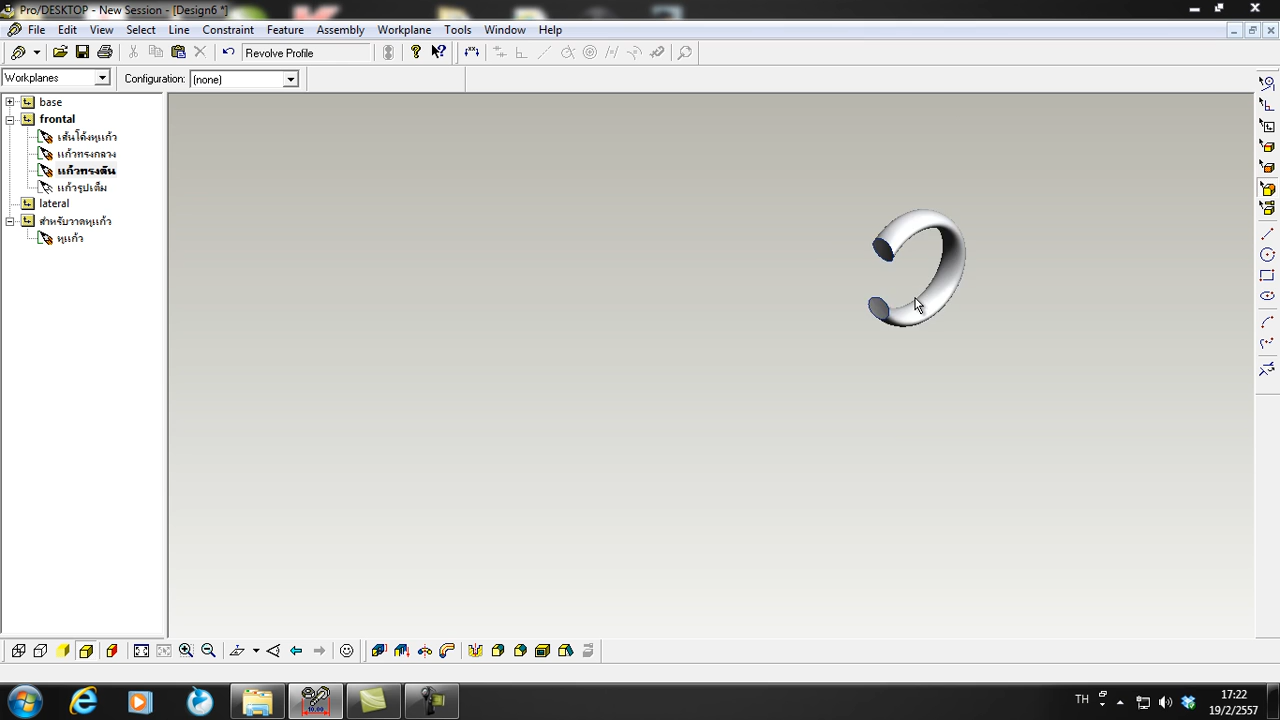 Pro/DESKTOP - New Session - [Design6 *]
File Edit View Select Line Constraint Feature Assembly Workplane Tools Window Help
Revolve Profile
Workplanes Configuration: (none)
base
frontal
เส้นโค้งหูแก้ว
แก้วทรงกลวง
แก้วทรงตัน
แก้วรูปเต็ม
lateral
สำหรับวาดหูแก้ว
หูแก้ว
TH
17:22
19/2/2557